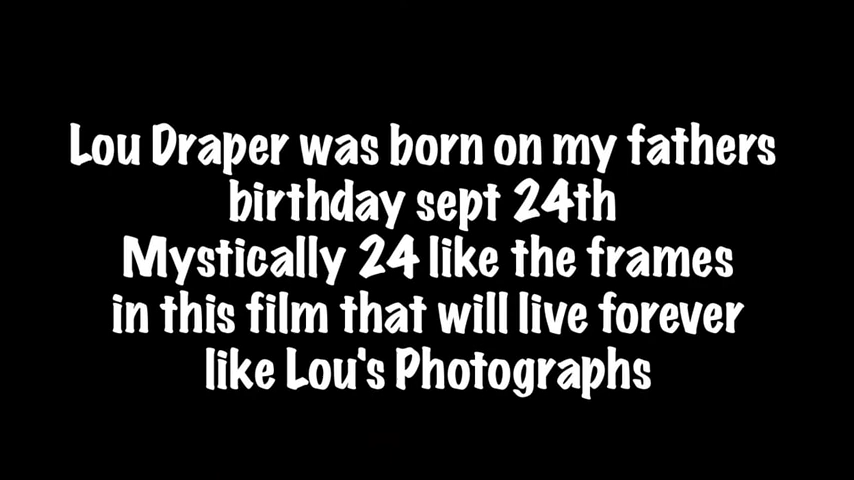 Lou Draper was born on my fathers
birthday sept 24th
Mystically 24 like the frames
in this film that will live forever
like Lou's Photographs